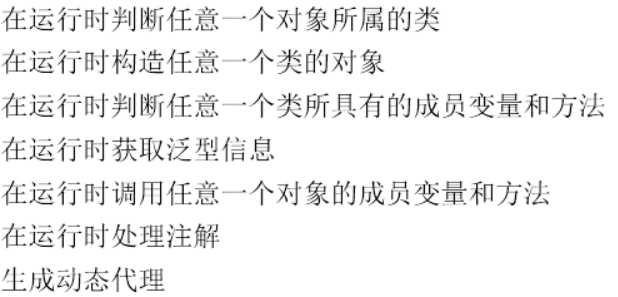 在运行时判断任意一个对象所属的类
在运行时构造任意一个类的对象
在运行时判断任意一个类所具有的成员变量和方法
在运行时获取泛型信息
在运行时调用任意一个对象的成员变量和方法
在运行时处理注解
生成动态代理